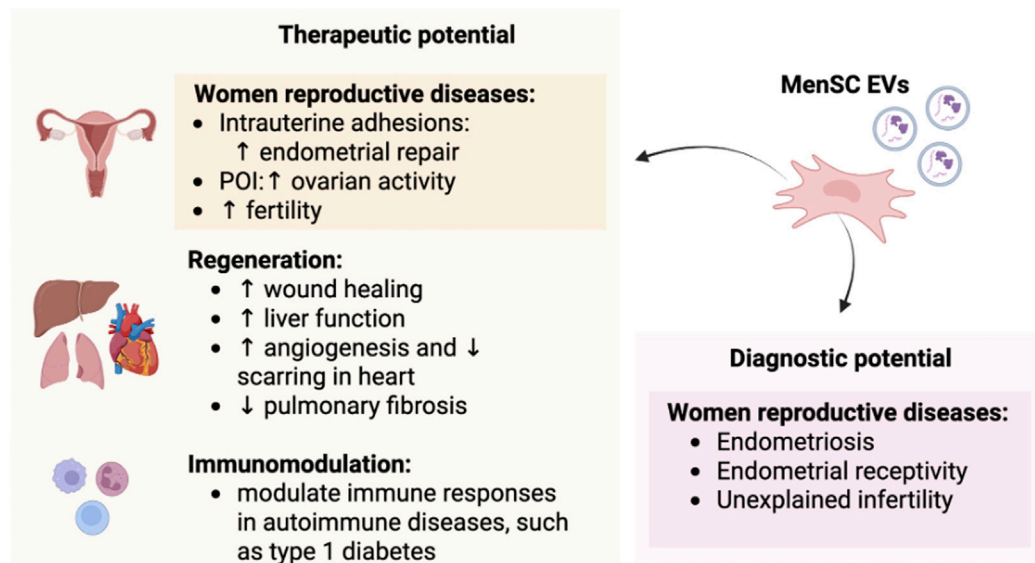 Therapeutic potential
Women reproductive diseases:
• Intrauterine adhesions:
↑ endometrial repair
• POI:↑ ovarian activity
• ↑ fertility
Regeneration:
• ↑ wound healing
• ↑ liver function
• ↑ angiogenesis and ↓
scarring in heart
• ↓ pulmonary fibrosis
Immunomodulation:
• modulate immune responses
in autoimmune diseases, such
as type 1 diabetes
MenSC EVs
Diagnostic potential
Women reproductive diseases:
• Endometriosis
• Endometrial receptivity
• Unexplained infertility